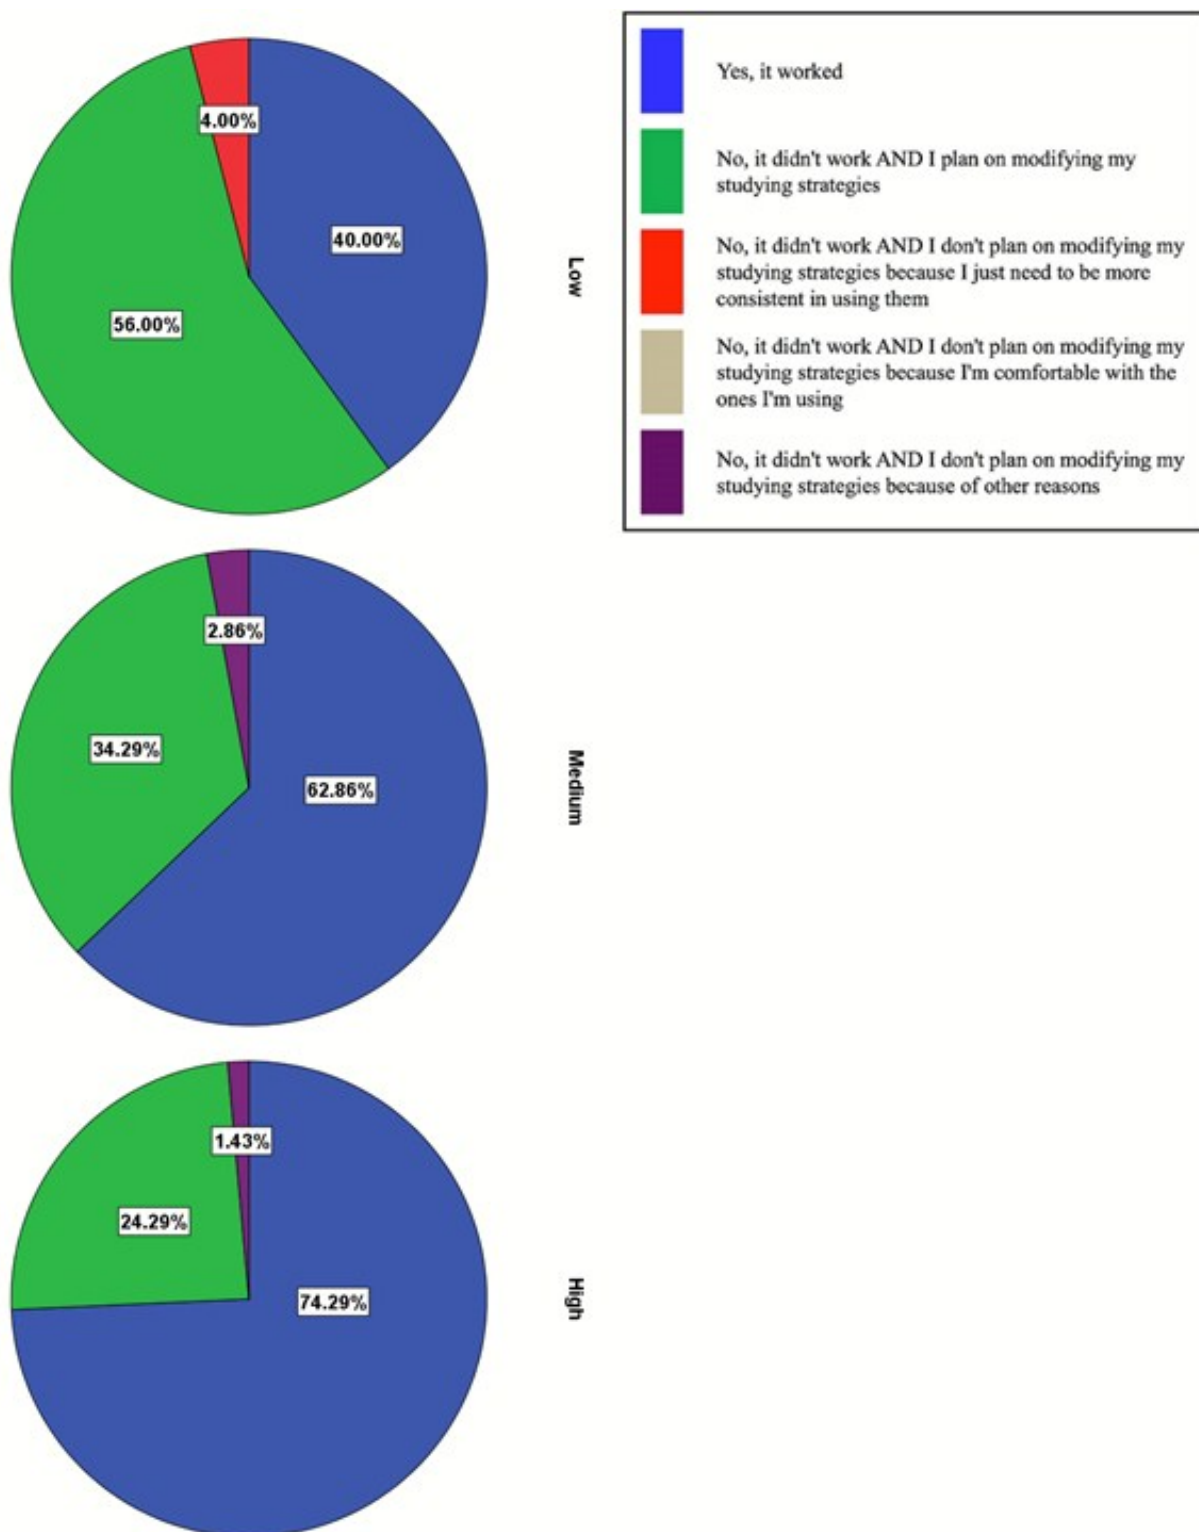 4.00%
40.00%
56.00%
Low
Yes, it worked
No, it didn't work AND I plan on modifying my
studying strategies
No, it didn't work AND I don't plan on modifying my
studying strategies because I just need to be more
consistent in using them
No, it didn't work AND I don't plan on modifying my
studying strategies because I'm comfortable with the
ones I'm using
No, it didn't work AND I don't plan on modifying my
studying strategies because of other reasons
2.86%
34.29%
62.86%
Medium
1.43%
24.29%
74.29%
High